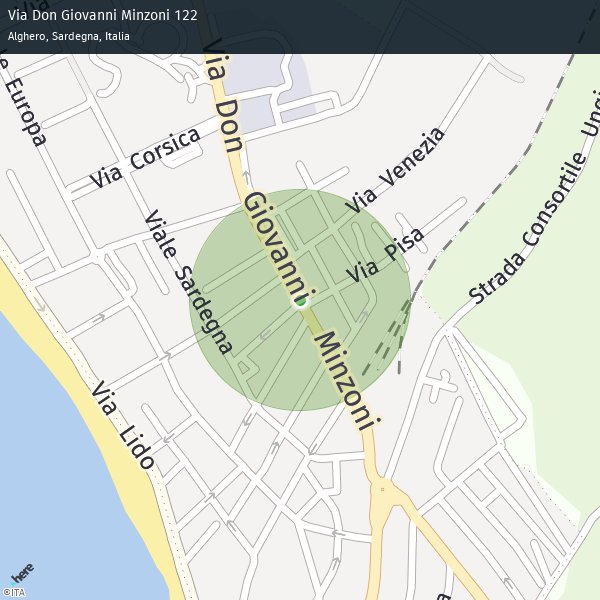 Via Don Giovanni Minzoni 122
Alghero, Sardegna, Italia
Via Don Giovanni Minzoni
Europa
Via Corsica
Via Venezia
Via Pisa
Viale Sardegna
Strada Consortile Ungi
Via Lido
here
©ITA